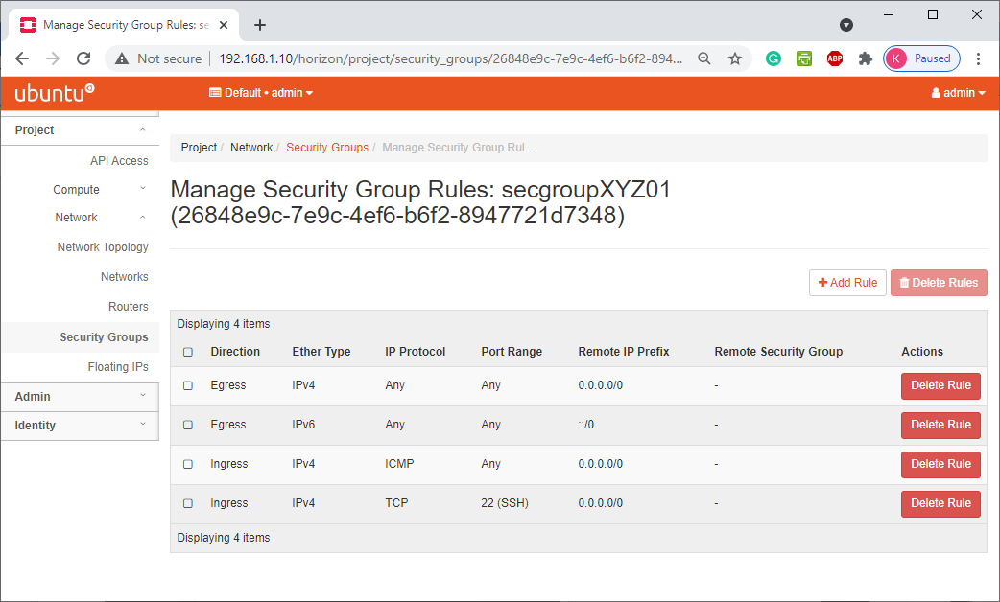 Manage Security Group Rules: se
Not secure 192.168.1.10/horizon/project/security_groups/26848e9c-7e9c-4ef6-b6f2-894... ABP K Paused
ubuntu Default • admin admin
Project
API Access
Compute
Network
Network Topology
Networks
Routers
Security Groups
Floating IPs
Admin
Identity
Project / Network / Security Groups / Manage Security Group Rul...
Manage Security Group Rules: secgroupXYZ01
(26848e9c-7e9c-4ef6-b6f2-8947721d7348)
+ Add Rule Delete Rules
Displaying 4 items
Direction Ether Type IP Protocol Port Range Remote IP Prefix Remote Security Group Actions
Egress IPv4 Any Any 0.0.0.0/0 - Delete Rule
Egress IPv6 Any Any ::/0 - Delete Rule
Ingress IPv4 ICMP Any 0.0.0.0/0 - Delete Rule
Ingress IPv4 TCP 22 (SSH) 0.0.0.0/0 - Delete Rule
Displaying 4 items